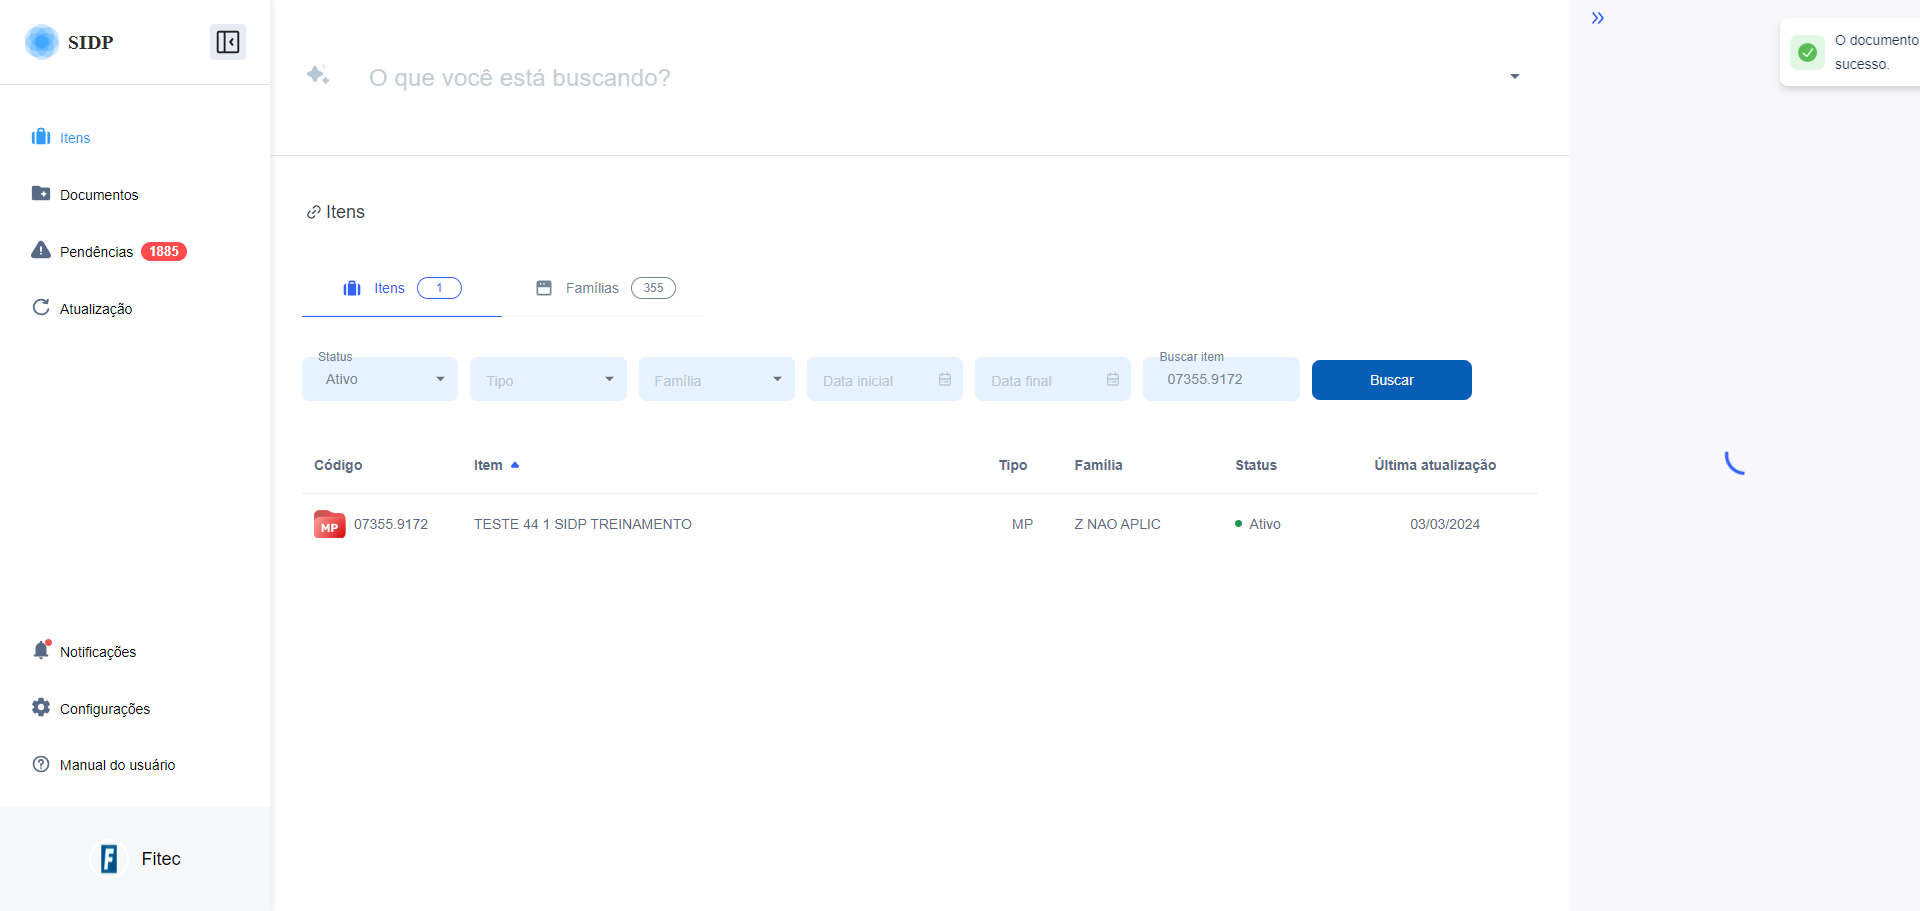 SIDP
O que você está buscando?
O documento
sucesso.
Itens
Documentos
Pendências 1885
Atualização
Itens
Itens 1
Famílias 355
Status
Ativo
Tipo
Família
Data inicial
Data final
Buscar item
07355.9172
Buscar
Código Item Tipo Família Status Última atualização
MP 07355.9172 TESTE 44 1 SIDP TREINAMENTO MP Z NAO APLIC Ativo 03/03/2024
Notificações
Configurações
Manual do usuário
F Fitec